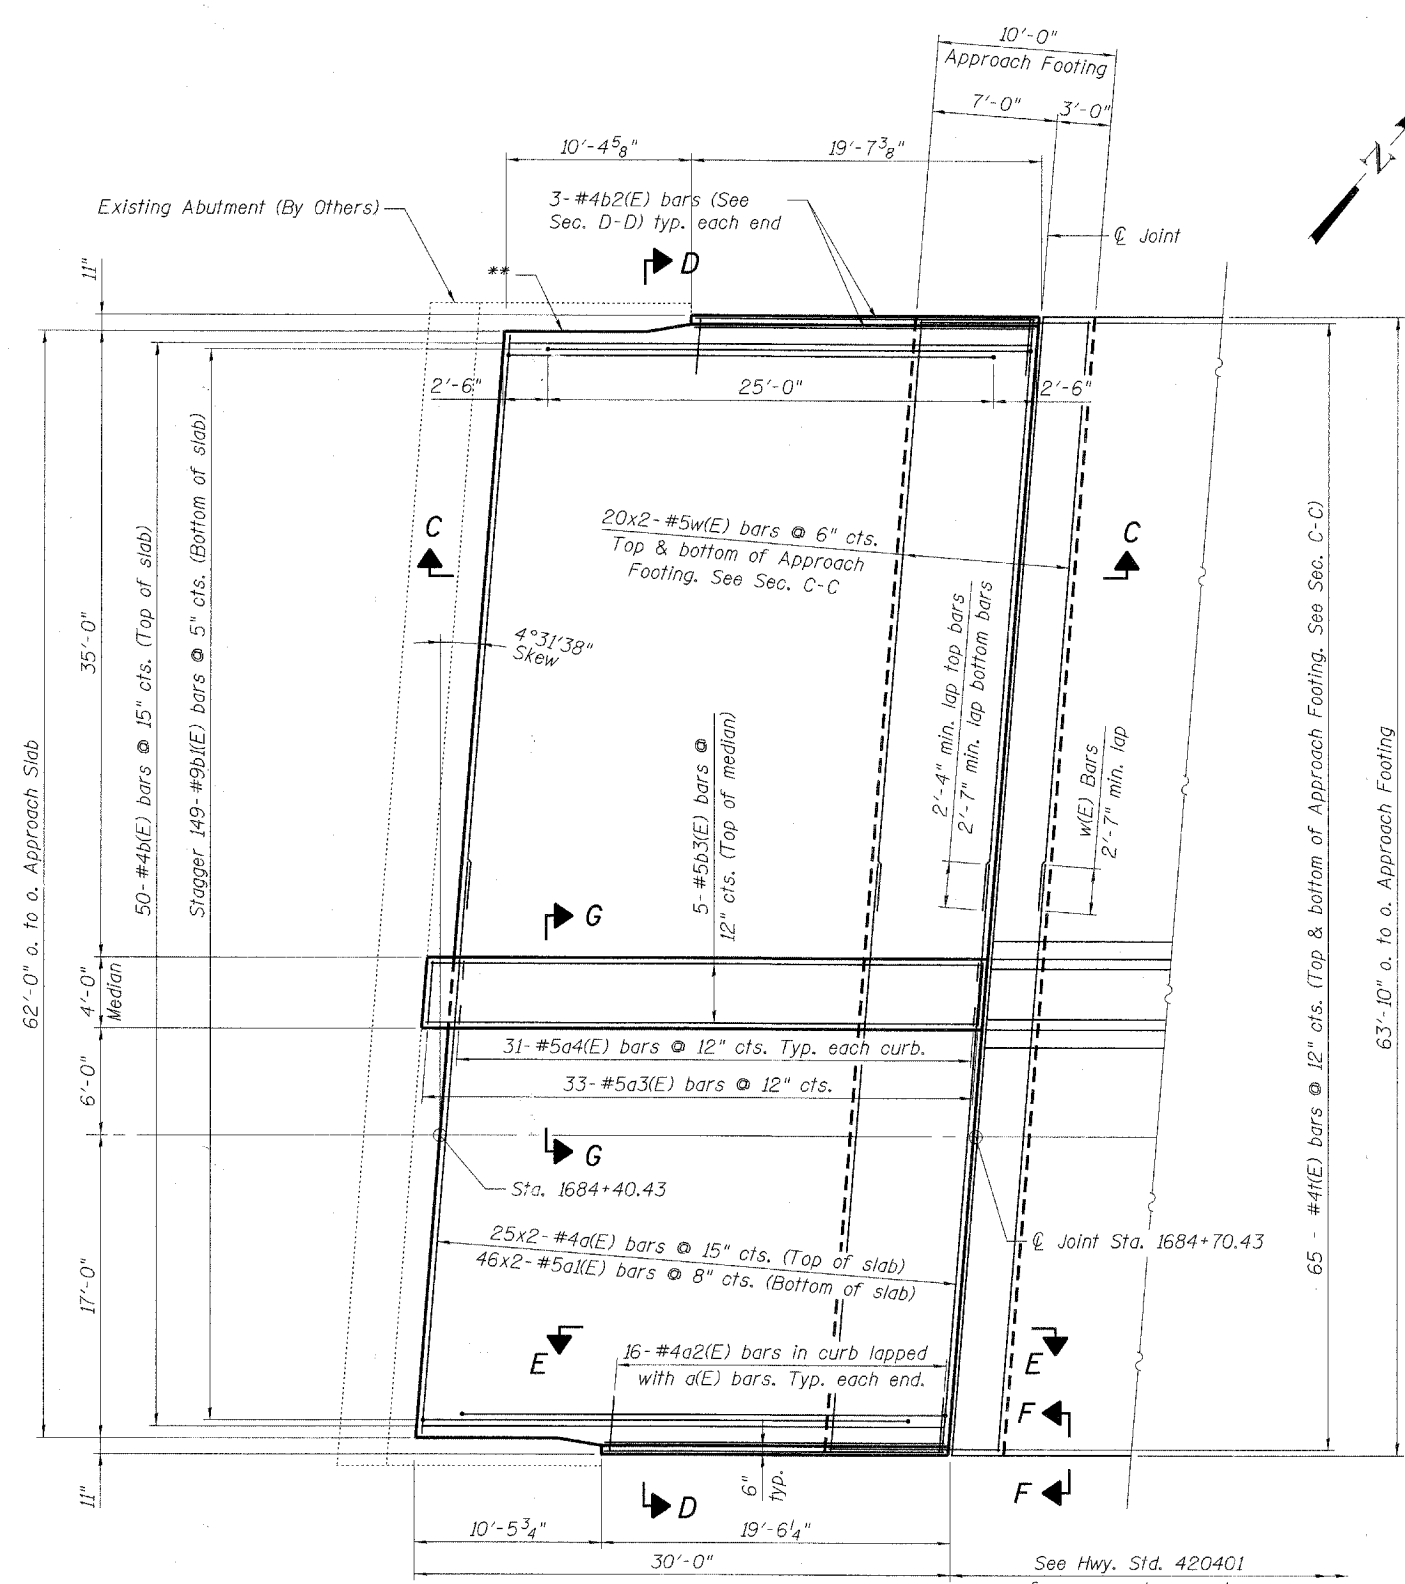 10'-0"
Approach Footing
7'-0"
3'-0"
10'-4 5/8"
19'-7 3/8"
N
Existing Abutment (By Others)
3-#4b2(E) bars (See
Sec. D-D) typ. each end
℄ Joint
**
D
11"
2'-6"
25'-0"
2'-6"
C
C
20x2-#5w(E) bars @ 6" cts.
Top & bottom of Approach
Footing. See Sec. C-C
4°31'38"
Skew
62'-0" o. to o. Approach Slab
35'-0"
50-#4b(E) bars @ 15" cts. (Top of slab)
Stagger 149-#9b1(E) bars @ 5" cts. (Bottom of slab)
5-#5b3(E) bars @
12" cts. (Top of median)
2'-4" min. lap top bars
2'-7" min. lap bottom bars
w(E) Bars
2'-7" min. lap
65 - #4t(E) bars @ 12" cts. (Top & bottom of Approach Footing. See Sec. C-C)
63'-10" o. to o. Approach Footing
G
4'-0"
Median
31-#5a4(E) bars @ 12" cts. Typ. each curb.
33-#5a3(E) bars @ 12" cts.
6'-0"
G
Sta. 1684+40.43
25x2-#4a(E) bars @ 15" cts. (Top of slab)
46x2-#5a1(E) bars @ 8" cts. (Bottom of slab)
℄ Joint Sta. 1684+70.43
17'-0"
E
E
16-#4a2(E) bars in curb lapped
with a(E) bars. Typ. each end.
F
F
11"
6"
typ.
D
10'-5 3/4"
19'-6 1/4"
30'-0"
See Hwy. Std. 420401